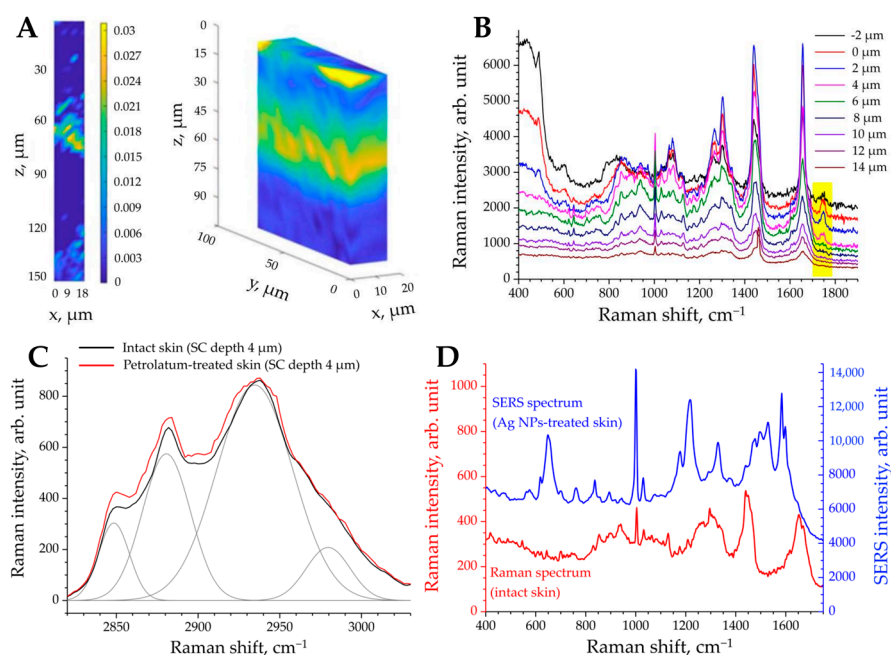 A
0
30
60
z, μm
90
120
150
0 9 18
x, μm
0.03
0.027
0.024
0.021
0.018
0.015
0.012
0.009
0.006
0.003
0
0
15
30
45
z, μm
60
75
90
100
50
y, μm
0
0
10
20
x, μm
B
Raman intensity, arb. unit
6000
5000
4000
3000
2000
1000
0
400 600 800 1000 1200 1400 1600 1800
Raman shift, cm⁻¹
-2 μm
0 μm
2 μm
4 μm
6 μm
8 μm
10 μm
12 μm
14 μm
C
Intact skin (SC depth 4 μm)
Petrolatum-treated skin (SC depth 4 μm)
Raman intensity, arb. unit
800
600
400
200
0
2850 2900 2950 3000
Raman shift, cm⁻¹
D
Raman intensity, arb. unit
1000
800
600
400
200
0
SERS spectrum
(Ag NPs-treated skin)
Raman spectrum
(intact skin)
400 600 800 1000 1200 1400 1600
Raman shift, cm⁻¹
14,000
12,000
10,000
8000
6000
4000
2000
0
SERS intensity, arb. unit